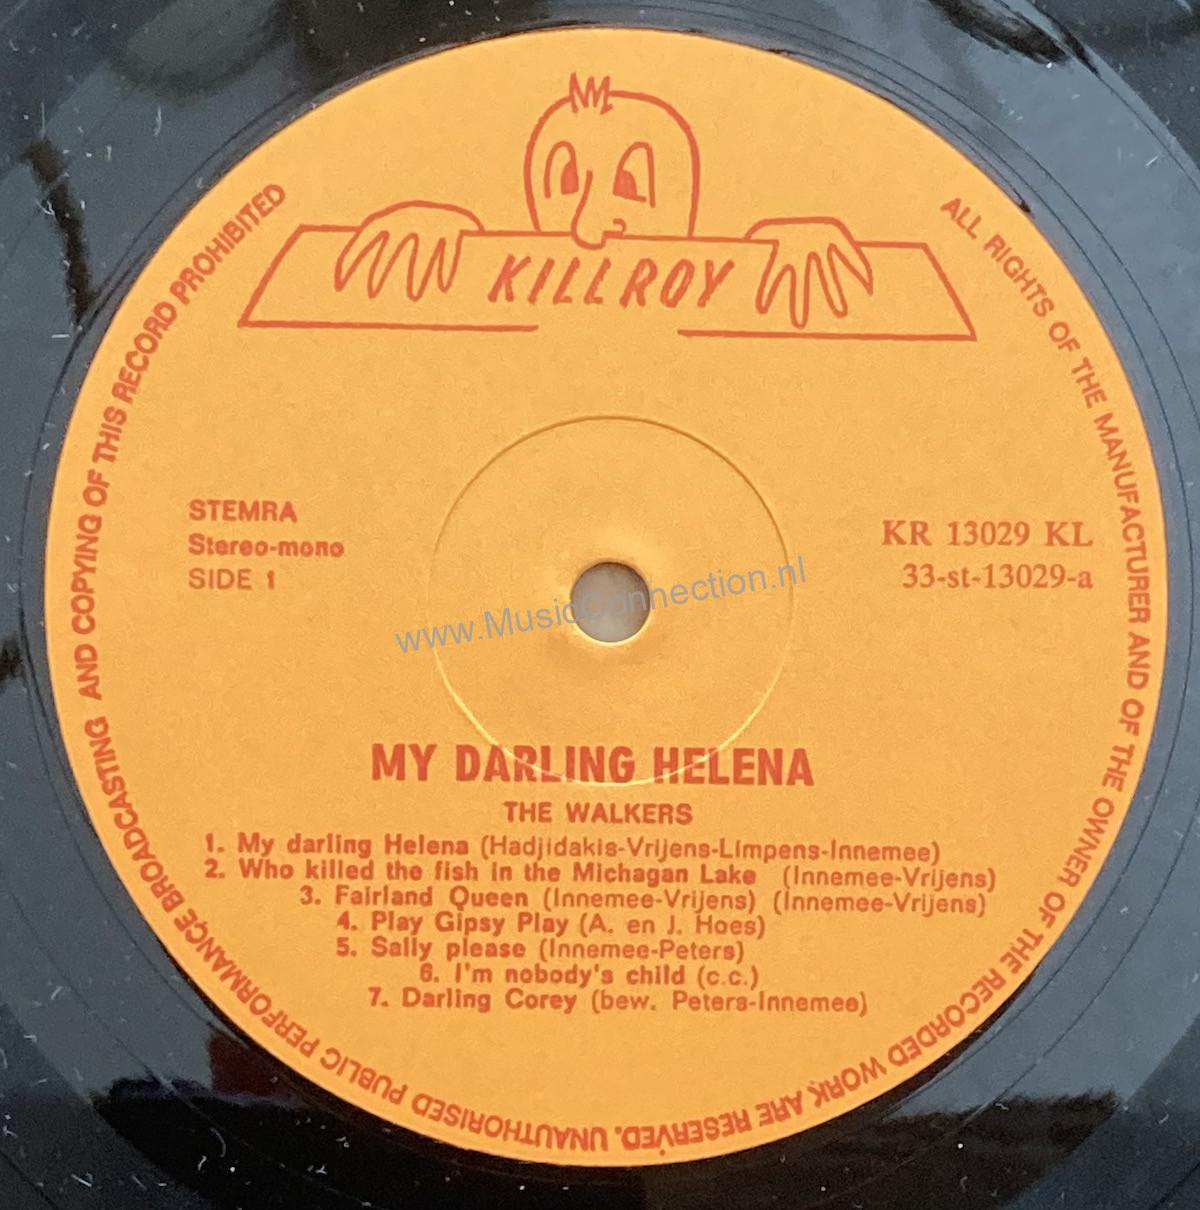 KILLROY
ALL RIGHTS OF THE MANUFACTURER AND OF THE OWNER OF THE RECORDED WORK ARE RESERVED. UNAUTHORISED PUBLIC PERFORMANCE BROADCASTING AND COPYING OF THIS RECORD PROHIBITED
STEMRA
Stereo-mono
SIDE 1
KR 13029 KL
33-st-13029-a
www.MusicConnection.nl
MY DARLING HELENA
THE WALKERS
1. My darling Helena (Hadjidakis-Vrijens-Limpens-Innemee)
2. Who killed the fish in the Michagan Lake (Innemee-Vrijens)
3. Fairland Queen (Innemee-Vrijens) (Innemee-Vrijens)
4. Play Gipsy Play (A. en J. Hoes)
5. Sally please (Innemee-Peters)
6. I'm nobody's child (c.c.)
7. Darling Corey (bew. Peters-Innemee)